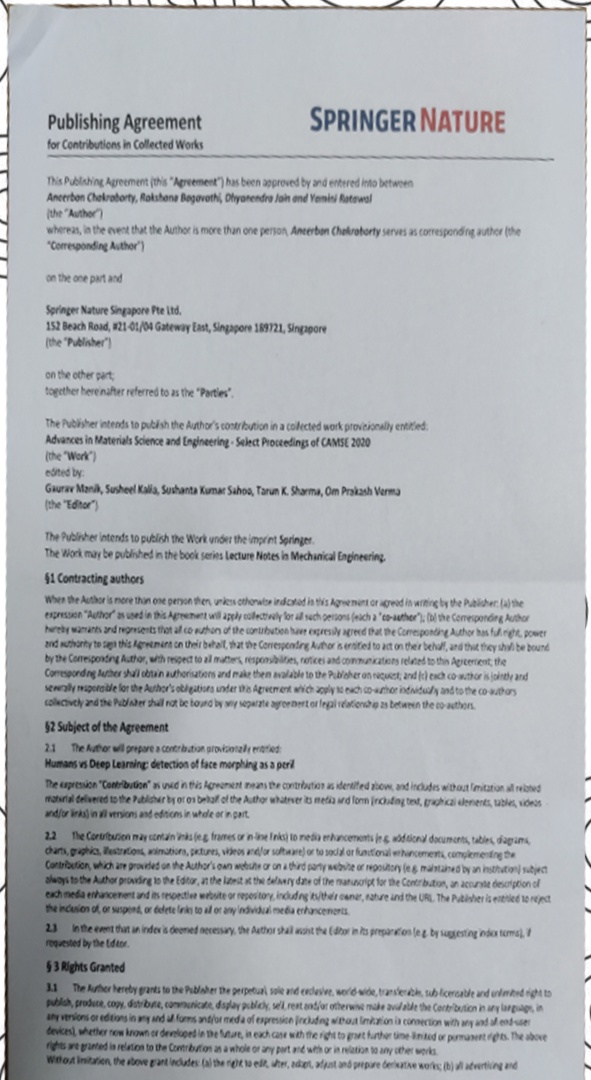 Publishing Agreement
SPRINGER NATURE
for Contributions in Collected Works
This Publishing Agreement (this "Agreement") has been approved by and entered into between
Aneerban Chakraborty, Rakshana Bagavathi, Dhyanendra Jain and Yamini Ratawal
(the "Author")
whereas, in the event that the Author is more than one person, Aneerban Chakraborty serves as corresponding author (the
"Corresponding Author")
on the one part and
Springer Nature Singapore Pte Ltd.
152 Beach Road, #21-01/04 Gateway East, Singapore 189721, Singapore
(the "Publisher")
on the other part;
together hereinafter referred to as the "Parties".
The Publisher intends to publish the Author's contribution in a collected work provisionally entitled:
Advances in Materials Science and Engineering - Select Proceedings of CAMSE 2020
(the "Work")
edited by:
Gaurav Manik, Susheel Kalia, Sushanta Kumar Sahoo, Tarun K. Sharma, Om Prakash Verma
(the "Editor")
The Publisher intends to publish the Work under the imprint Springer.
The Work may be published in the book series Lecture Notes in Mechanical Engineering.
§1 Contracting authors
When the Author is more than one person then, unless otherwise indicated in this Agreement or agreed in writing by the Publisher: (a) the
expression "Author" as used in this Agreement will apply collectively for all such persons (each a "co-author"); (b) the Corresponding Author
hereby warrants and represents that all co-authors of the contribution have expressly agreed that the Corresponding Author has full right, power
and authority to sign this Agreement on their behalf, that the Corresponding Author is entitled to act on their behalf, and that they shall be bound
by the Corresponding Author, with respect to all matters, responsibilities, notices and communications related to this Agreement; the
Corresponding Author shall obtain authorisations and make them available to the Publisher on request; and (c) each co-author is jointly and
severally responsible for the Author's obligations under this Agreement which apply to each co-author individually and to the co-authors
collectively and the Publisher shall not be bound by any separate agreement or legal relationship as between the co-authors.
§2 Subject of the Agreement
2.1 The Author will prepare a contribution provisionally entitled:
Humans vs Deep Learning: detection of face morphing as a peril
The expression "Contribution" as used in this Agreement means the contribution as identified above, and includes without limitation all related
material delivered to the Publisher by or on behalf of the Author whatever its media and form (including text, graphical elements, tables, videos
and/or links) in all versions and editions in whole or in part.
2.2 The Contribution may contain links (e.g. frames or in-line links) to media enhancements (e.g. additional documents, tables, diagrams,
charts, graphics, illustrations, animations, pictures, videos and/or software) or to social or functional enhancements, complementing the
Contribution, which are provided on the Author's own website or on a third party website or repository (e.g. maintained by an institution) subject
always to the Author providing to the Editor, at the latest at the delivery date of the manuscript for the Contribution, an accurate description of
each media enhancement and its respective website or repository, including its/their owner, nature and the URL. The Publisher is entitled to reject
the inclusion of, or suspend, or delete links to all or any individual media enhancements.
2.3 In the event that an index is deemed necessary, the Author shall assist the Editor in its preparation (e.g. by suggesting index terms), if
requested by the Editor.
§ 3 Rights Granted
3.1 The Author hereby grants to the Publisher the perpetual, sole and exclusive, world-wide, transferable, sub-licensable and unlimited right to
publish, produce, copy, distribute, communicate, display publicly, sell, rent and/or otherwise make available the Contribution in any language, in
any versions or editions in any and all forms and/or media of expression (including without limitation in connection with any and all end-user
devices), whether now known or developed in the future, in each case with the right to grant further time-limited or permanent rights. The above
rights are granted in relation to the Contribution as a whole or any part and with or in relation to any other works.
Without limitation, the above grant includes: (a) the right to edit, alter, adapt, adjust and prepare derivative works; (b) all advertising and